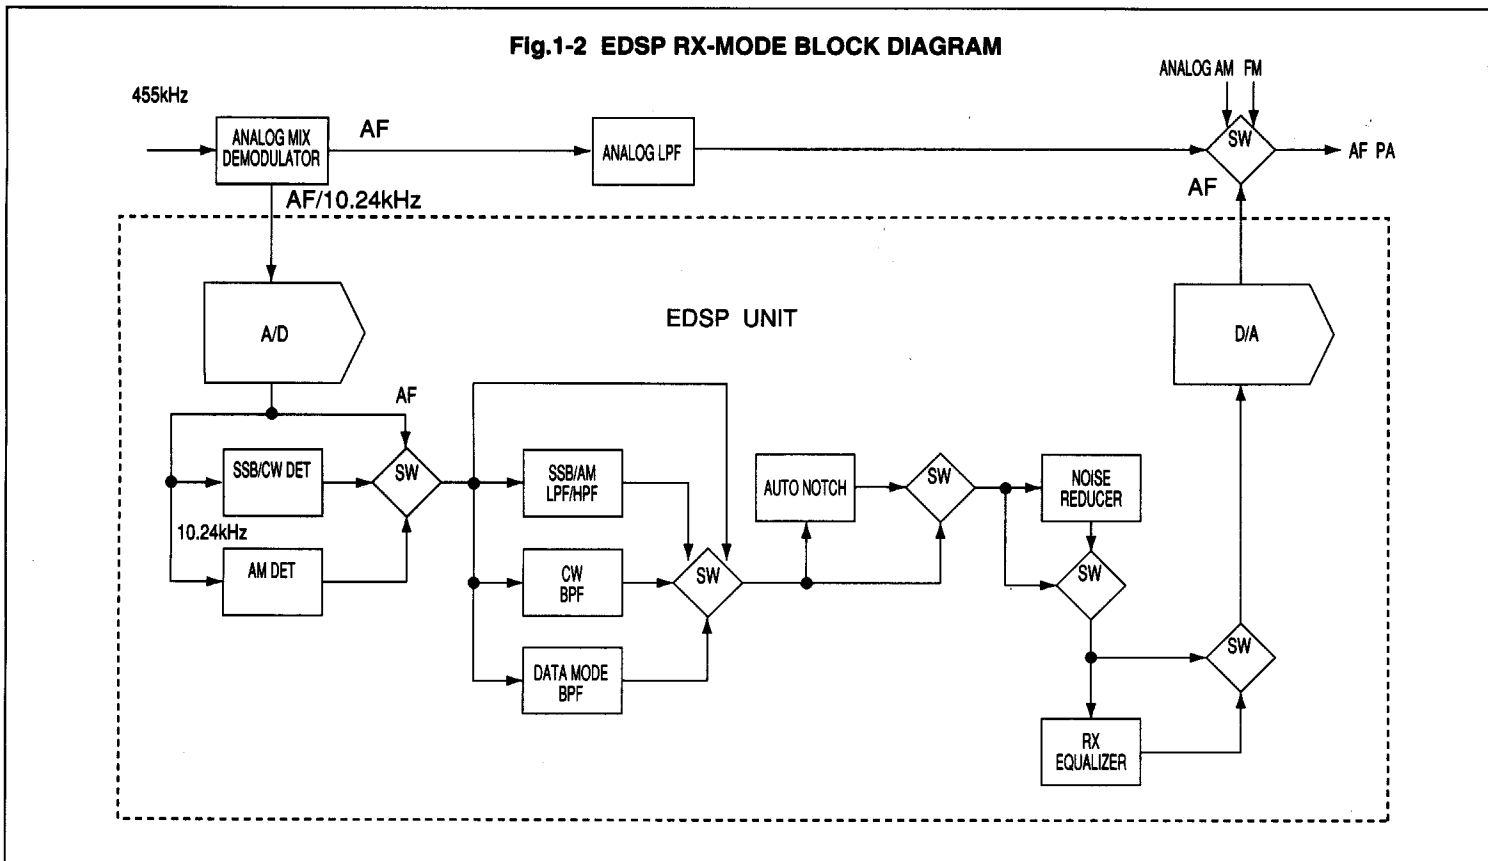 Fig.1-2 EDSP RX-MODE BLOCK DIAGRAM
ANALOG AM FM
455kHz
ANALOG MIX
DEMODULATOR
AF
ANALOG LPF
SW
AF PA
AF/10.24kHz
AF
EDSP UNIT
A/D
D/A
AF
SSB/CW DET
SW
SSB/AM
LPF/HPF
AUTO NOTCH
SW
NOISE
REDUCER
10.24kHz
AM DET
CW
BPF
SW
SW
DATA MODE
BPF
SW
RX
EQUALIZER